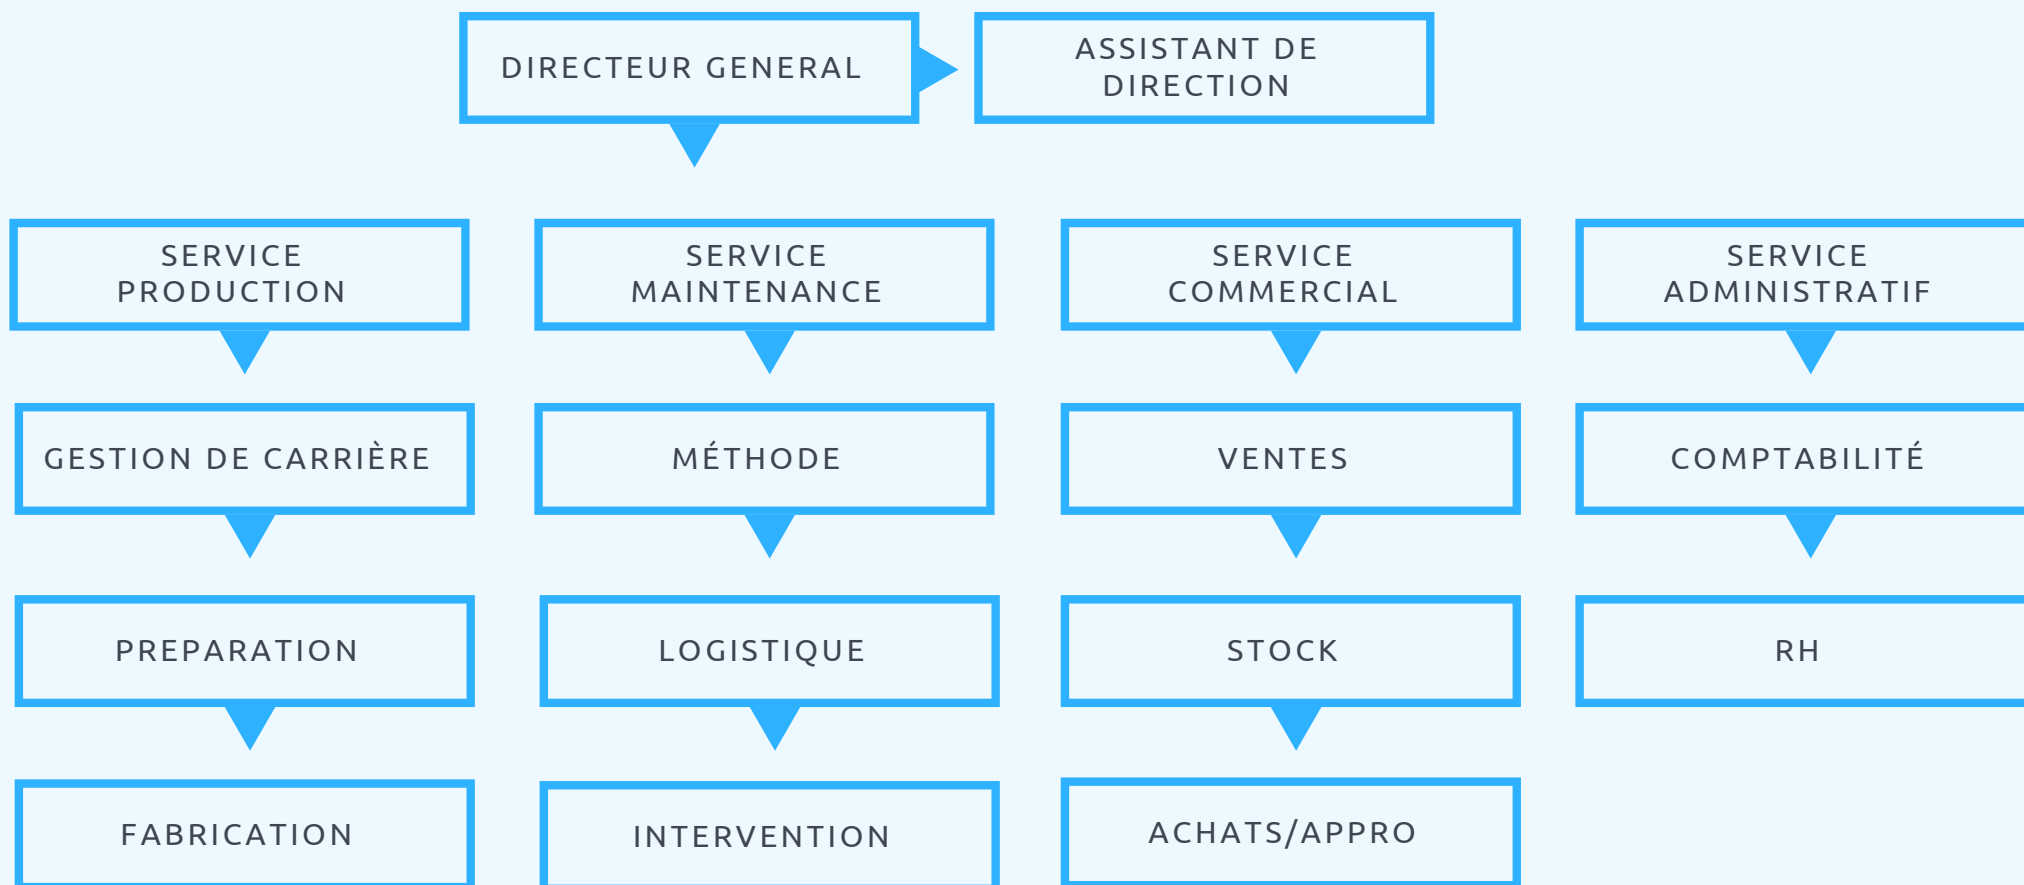 DIRECTEUR GENERAL
ASSISTANT DE
DIRECTION
SERVICE
PRODUCTION
SERVICE
MAINTENANCE
SERVICE
COMMERCIAL
SERVICE
ADMINISTRATIF
GESTION DE CARRIÈRE
MÉTHODE
VENTES
COMPTABILITÉ
PREPARATION
LOGISTIQUE
STOCK
RH
FABRICATION
INTERVENTION
ACHATS/APPRO